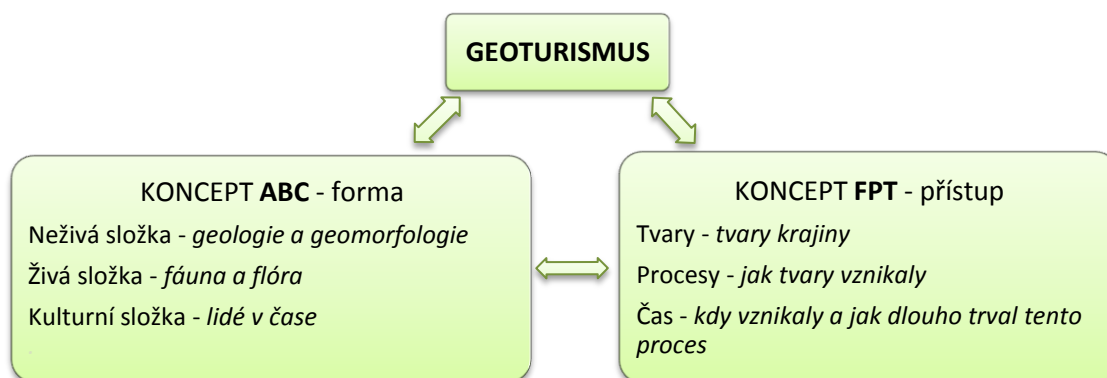 GEOTURISMUS
KONCEPT ABC - forma
Neživá složka - geologie a geomorfologie
Živá složka - fáuna a flóra
Kulturní složka - lidé v čase
KONCEPT FPT - přístup
Tvary - tvary krajiny
Procesy - jak tvary vznikaly
Čas - kdy vznikaly a jak dlouho trval tento
proces